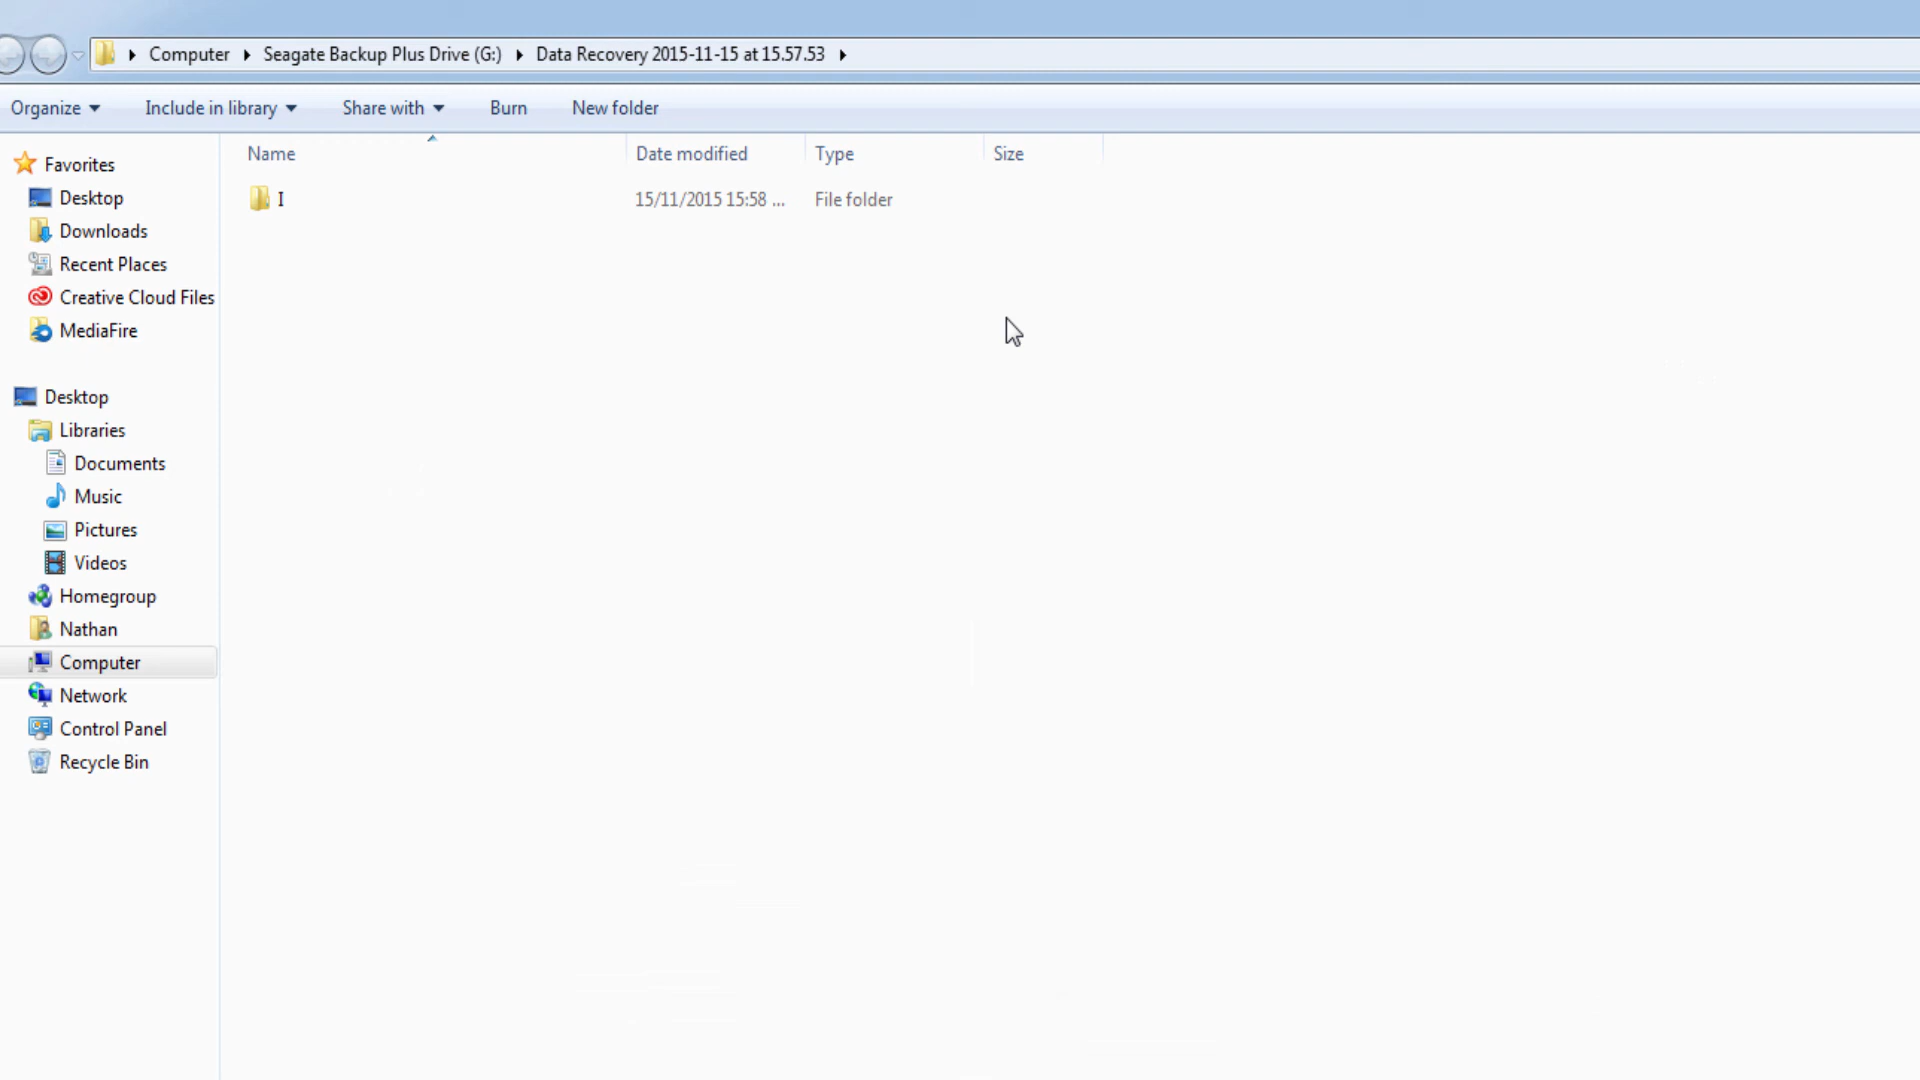 Computer Seagate Backup Plus Drive (G:) Data Recovery 2015-11-15 at 15.57.53
Organize Include in library Share with Burn New folder
Name Date modified Type Size
I 15/11/2015 15:58 ... File folder
Favorites
Desktop
Downloads
Recent Places
Creative Cloud Files
MediaFire
Desktop
Libraries
Documents
Music
Pictures
Videos
Homegroup
Nathan
Computer
Network
Control Panel
Recycle Bin